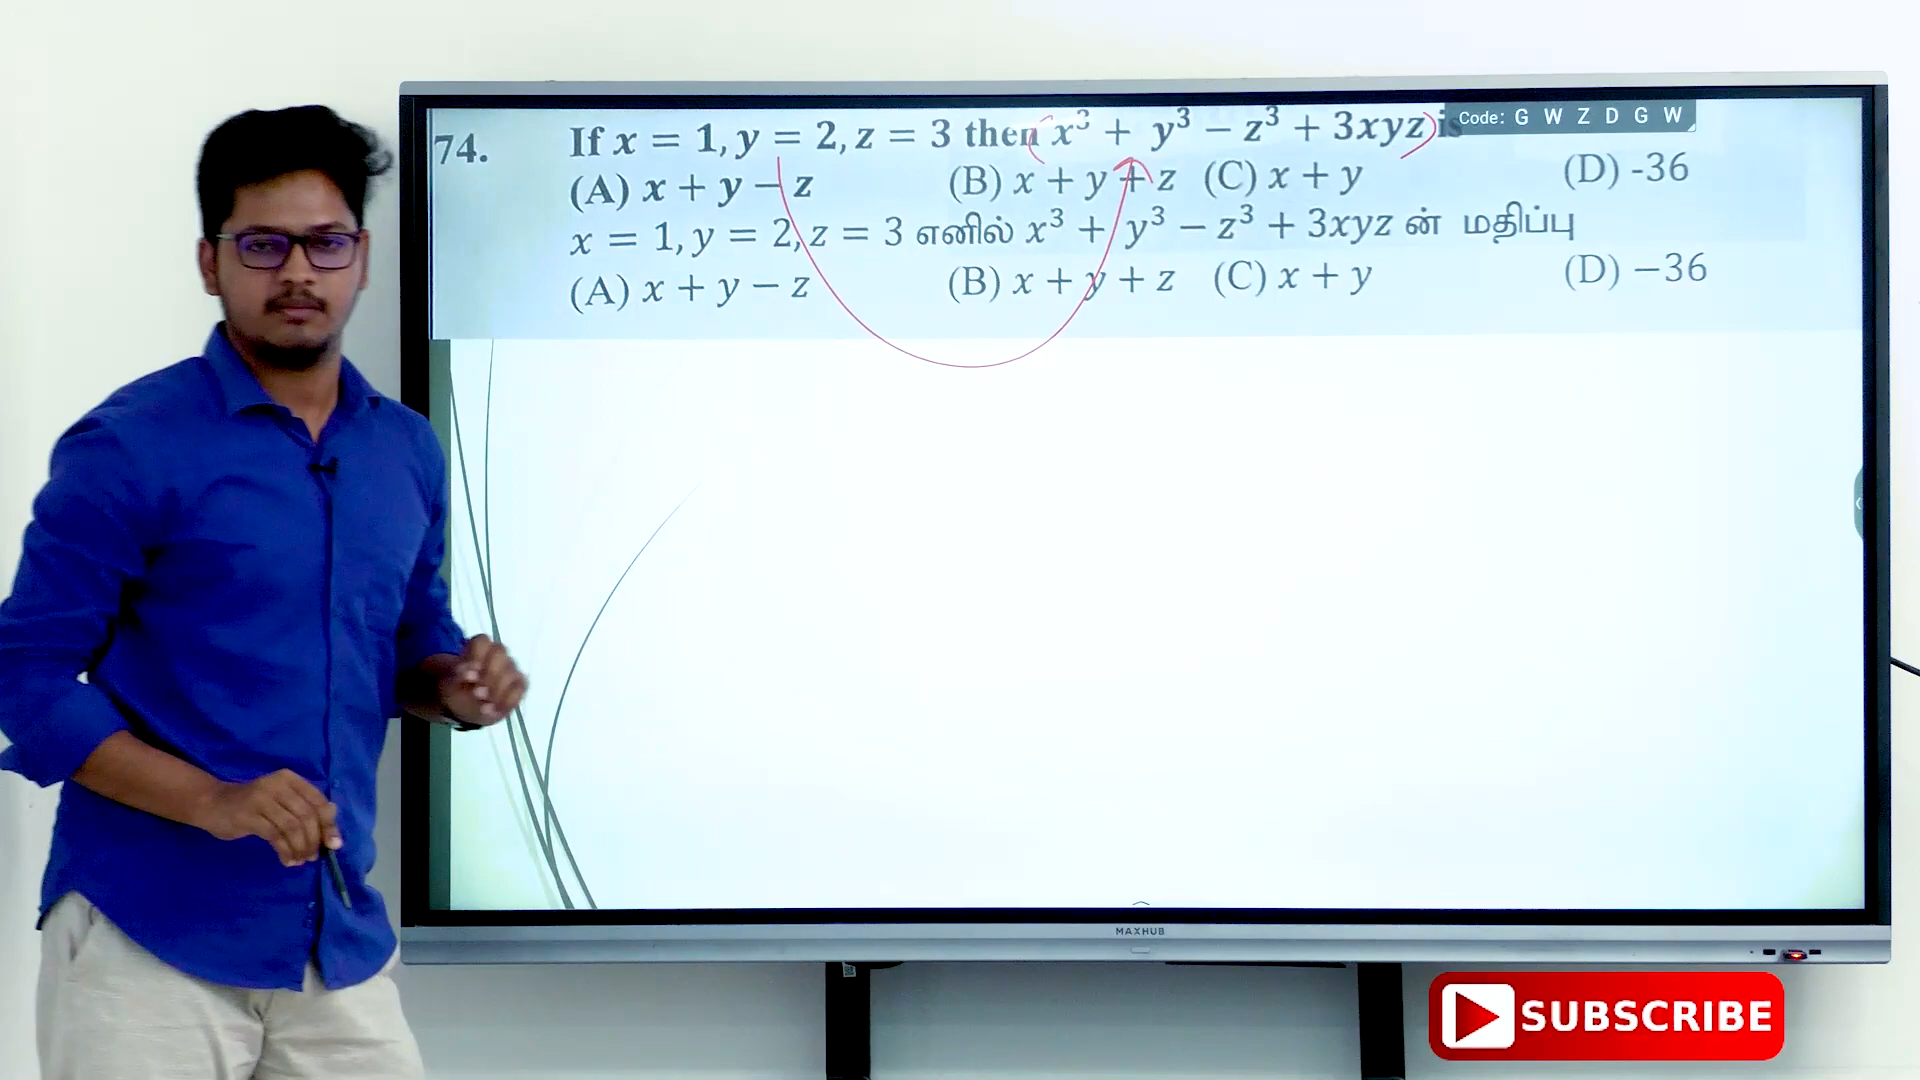 74. If x = 1, y = 2, z = 3 then x³ + y³ − z³ + 3xyz is
Code: G W Z D G W
(A) x + y − z (B) x + y + z (C) x + y (D) -36
x = 1, y = 2, z = 3 எனில் x³ + y³ − z³ + 3xyz ன் மதிப்பு
(A) x + y − z (B) x + y + z (C) x + y (D) −36
MAXHUB
SUBSCRIBE